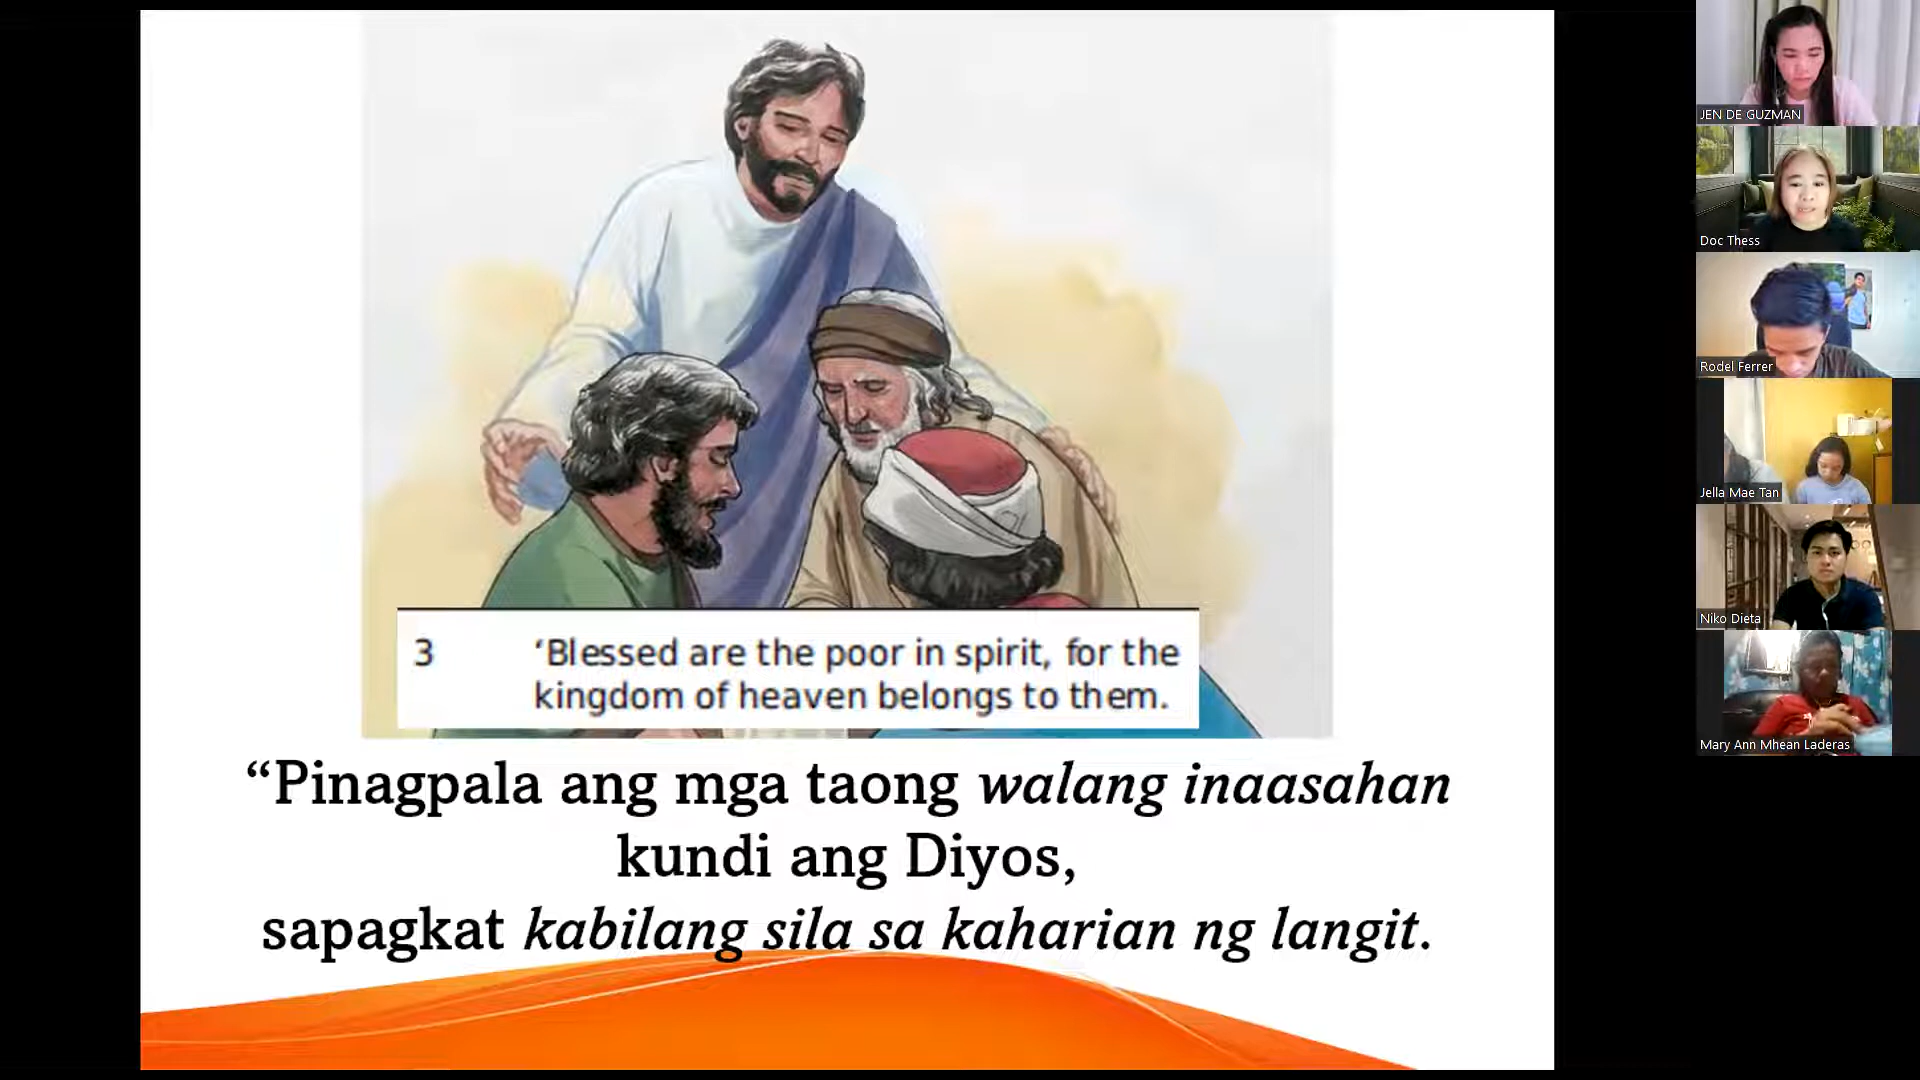 3 ‘Blessed are the poor in spirit, for the
kingdom of heaven belongs to them.
“Pinagpala ang mga taong walang inaasahan
kundi ang Diyos,
sapagkat kabilang sila sa kaharian ng langit.
JEN DE GUZMAN
Doc Thess
Rodel Ferrer
Jella Mae Tan
Niko Dieta
Mary Ann Mhean Laderas